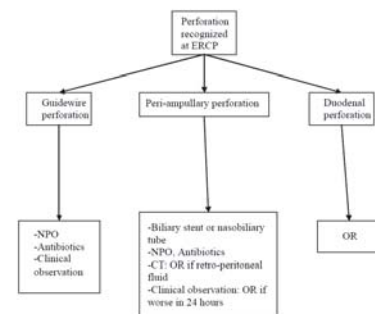 Perforation
recognized
at ERCP
Guidewire
perforation
Peri-ampullary perforation
Duodenal
perforation
-NPO
-Antibiotics
-Clinical
observation
-Biliary stent or nasobiliary
tube
-NPO, Antibiotics
-CT: OR if retro-peritoneal
fluid
-Clinical observation: OR if
worse in 24 hours
OR